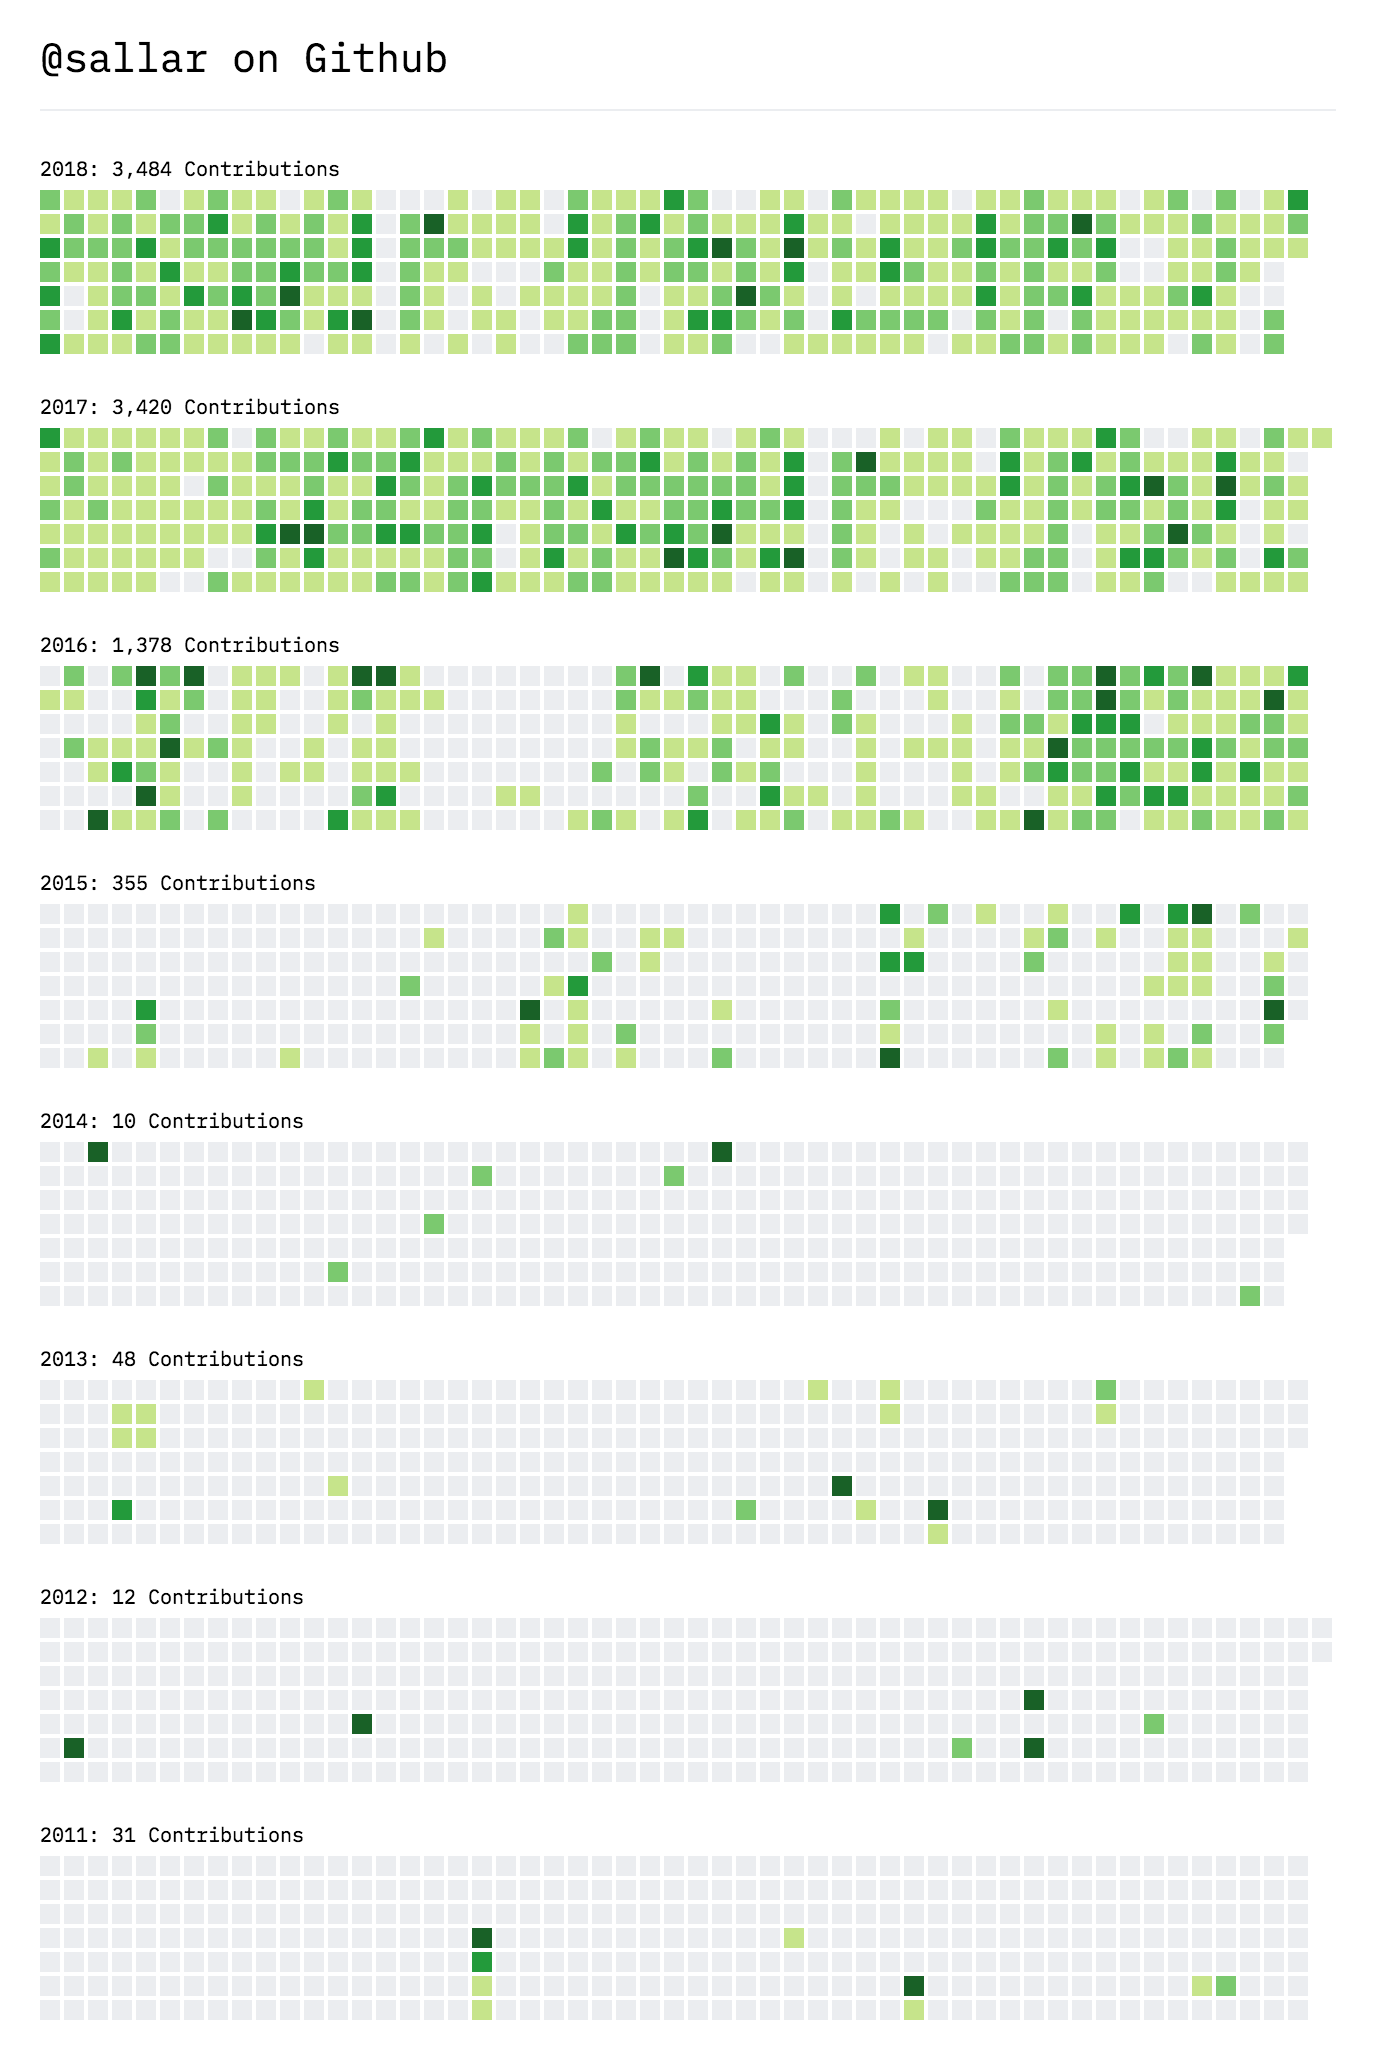 @sallar on Github
2018: 3,484 Contributions
2017: 3,420 Contributions
2016: 1,378 Contributions
2015: 355 Contributions
2014: 10 Contributions
2013: 48 Contributions
2012: 12 Contributions
2011: 31 Contributions